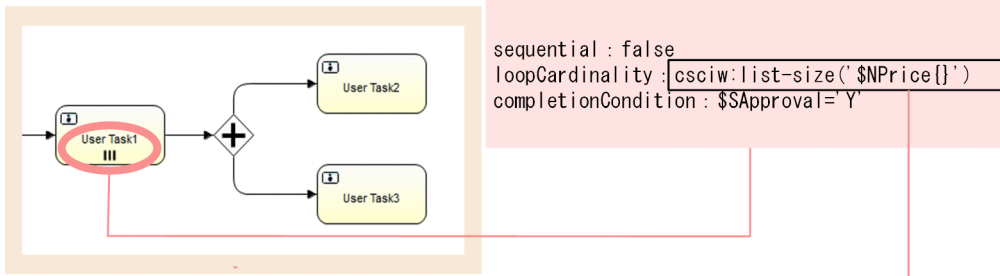 sequential : false
loopCardinality : csciw:list-size('$NPrice{}')
completionCondition : $SApproval='Y'
User Task2
User Task1
User Task3